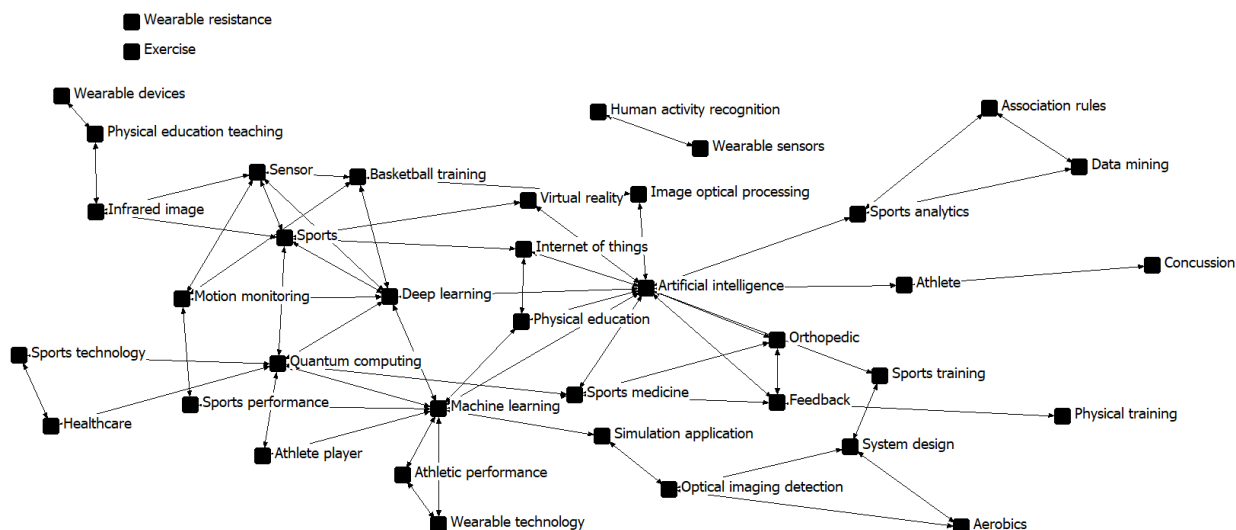 Wearable resistance
Exercise
Wearable devices
Physical education teaching
Human activity recognition
Association rules
Wearable sensors
Data mining
Sensor
Basketball training
Virtual reality
Image optical processing
Infrared image
Sports analytics
Sports
Internet of things
Concussion
Motion monitoring
Deep learning
Artificial intelligence
Athlete
Physical education
Orthopedic
Sports technology
Quantum computing
Sports training
Sports medicine
Sports performance
Machine learning
Feedback
Physical training
Healthcare
Simulation application
System design
Athlete player
Athletic performance
Optical imaging detection
Wearable technology
Aerobics